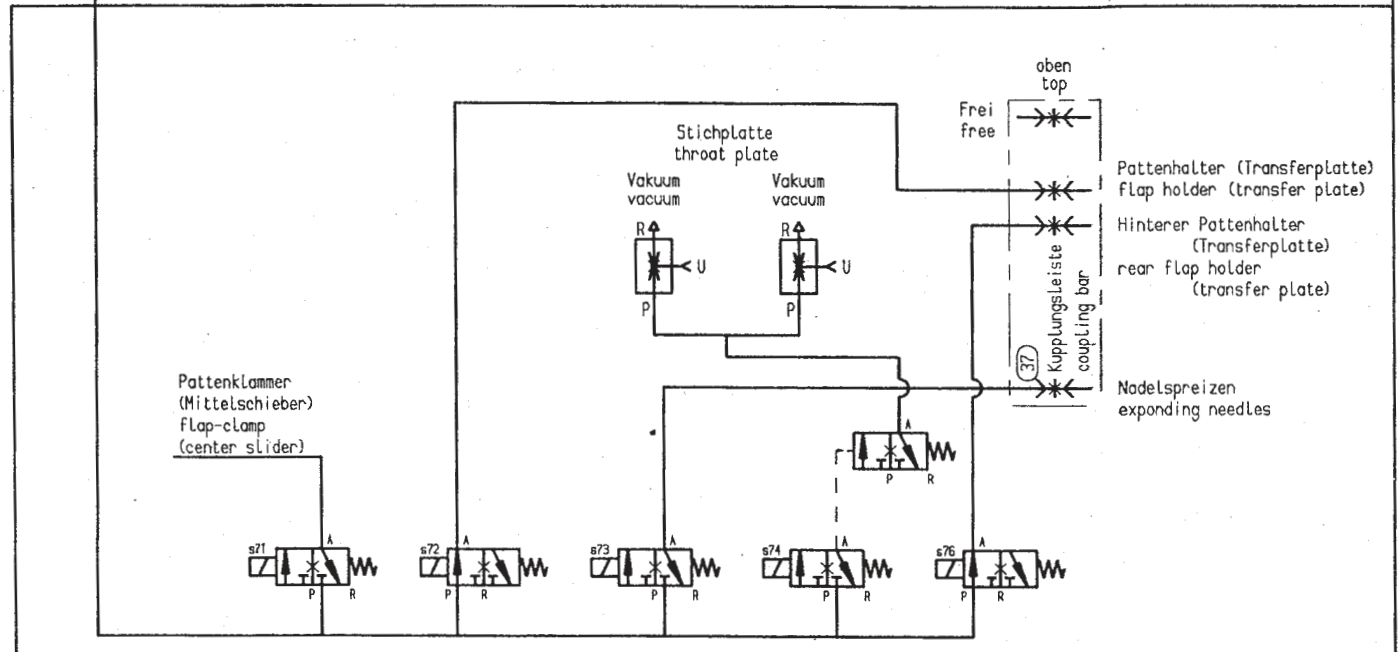 oben
top
Frei
free
Stichplatte
throat plate
Vakuum
vacuum
Vakuum
vacuum
R
U
P
R
U
P
Pattenhalter (Transferplatte)
flap holder (transfer plate)
Hinterer Pattenhalter
(Transferplatte)
rear flap holder
(transfer plate)
Kupplungsleiste
coupling bar
37
Nadelspreizen
exponding needles
Pattenklammer
(Mittelschieber)
flap-clamp
(center slider)
A
P
R
s71
A
P
R
s72
A
P
R
s73
A
P
R
s74
A
P
R
s76
A
P
R